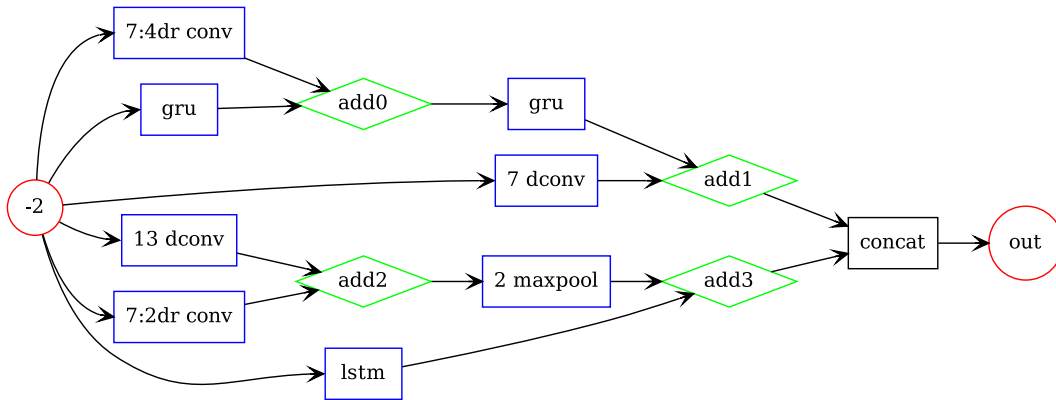 7:4dr conv
gru
add0
gru
7 dconv
add1
-2
13 dconv
concat
out
add2
2 maxpool
add3
7:2dr conv
lstm